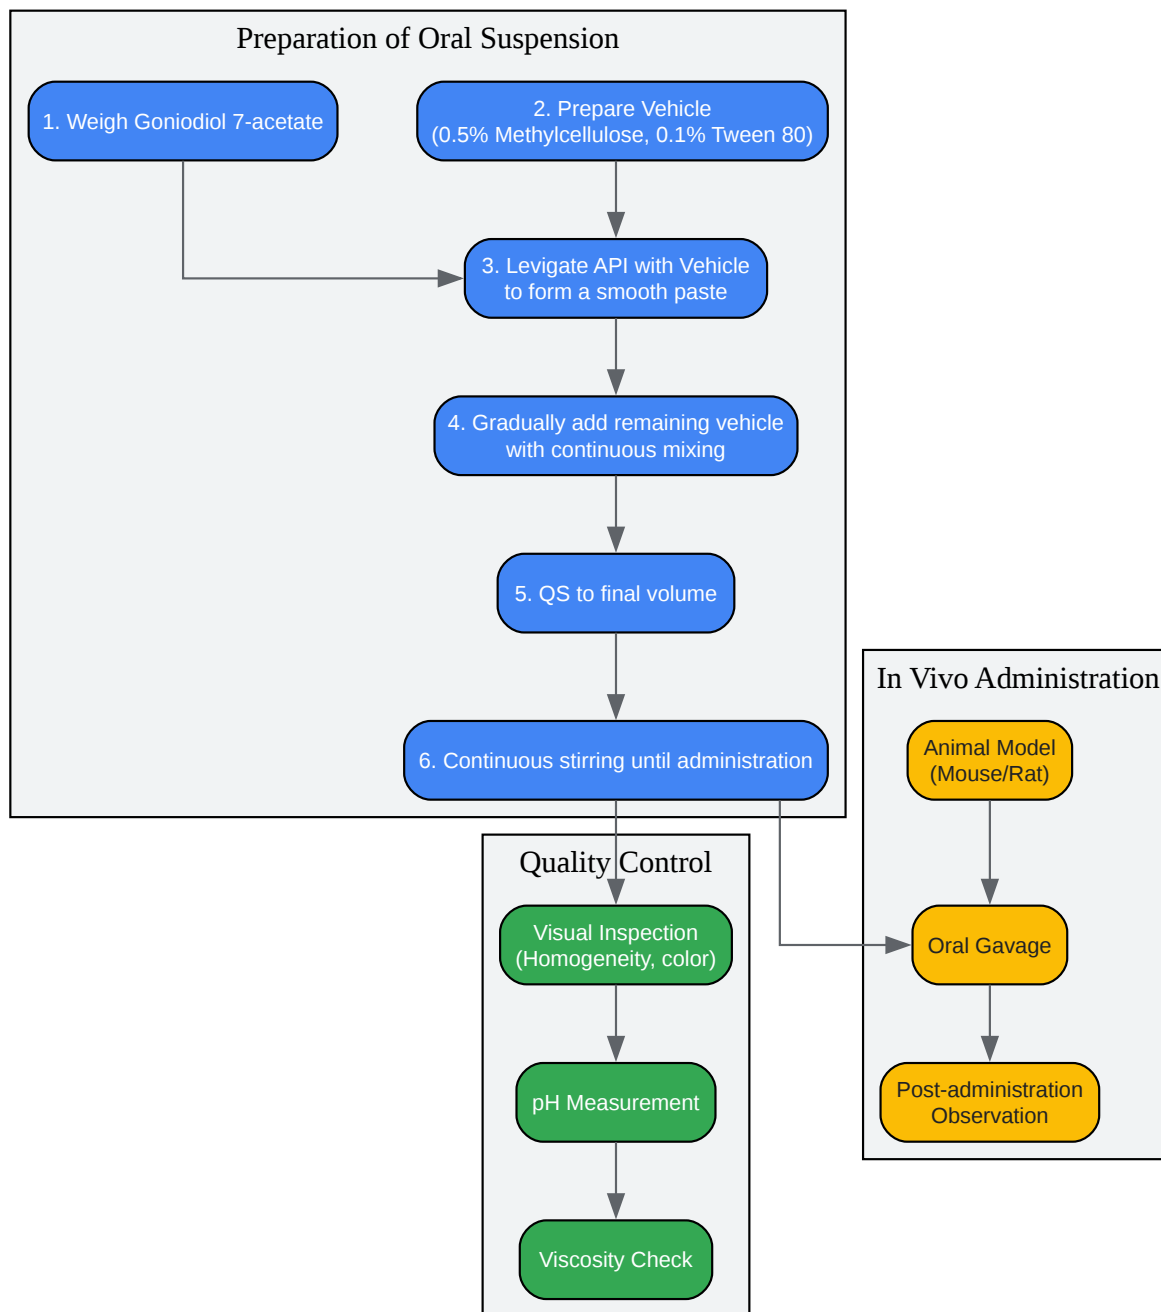 Preparation of Oral Suspension
1. Weigh Goniodiol 7-acetate
2. Prepare Vehicle
(0.5% Methylcellulose, 0.1% Tween 80)
3. Levigate API with Vehicle
to form a smooth paste
4. Gradually add remaining vehicle
with continuous mixing
5. QS to final volume
6. Continuous stirring until administration
Quality Control
Visual Inspection
(Homogeneity, color)
pH Measurement
Viscosity Check
In Vivo Administration
Animal Model
(Mouse/Rat)
Oral Gavage
Post-administration
Observation